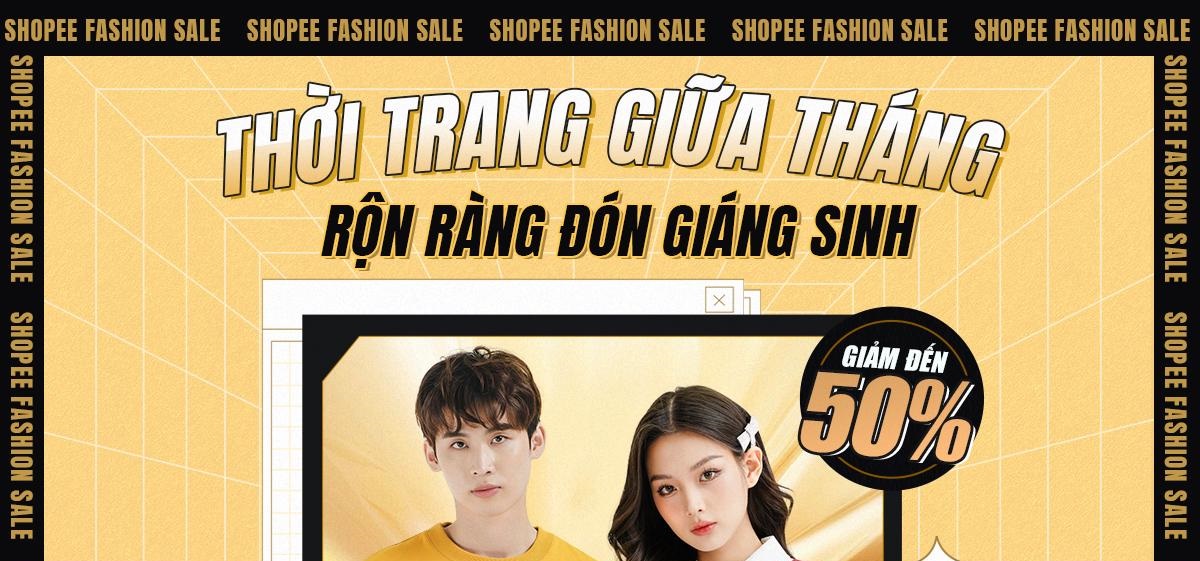 SHOPEE FASHION SALE SHOPEE FASHION SALE SHOPEE FASHION SALE SHOPEE FASHION SALE SHOPEE FASHION SALE
SHOPEE FASHION SALE SHOPEE FASHION SALE
THỜI TRANG GIỮA THÁNG
RỘN RÀNG ĐÓN GIÁNG SINH
GIẢM ĐẾN
50%
SHOPEE FASHION SALE SHOPEE FASHION SALE